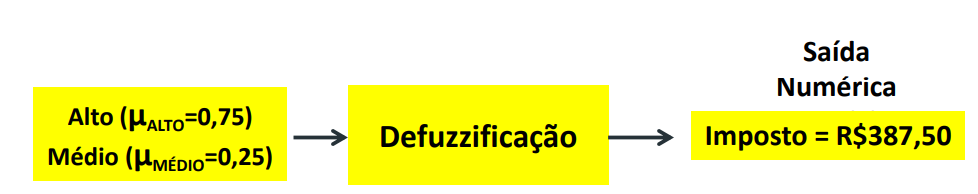 Alto (μALTO=0,75)
Médio (μMÉDIO=0,25)
Defuzzificação
Saída
Numérica
Imposto = R$387,50